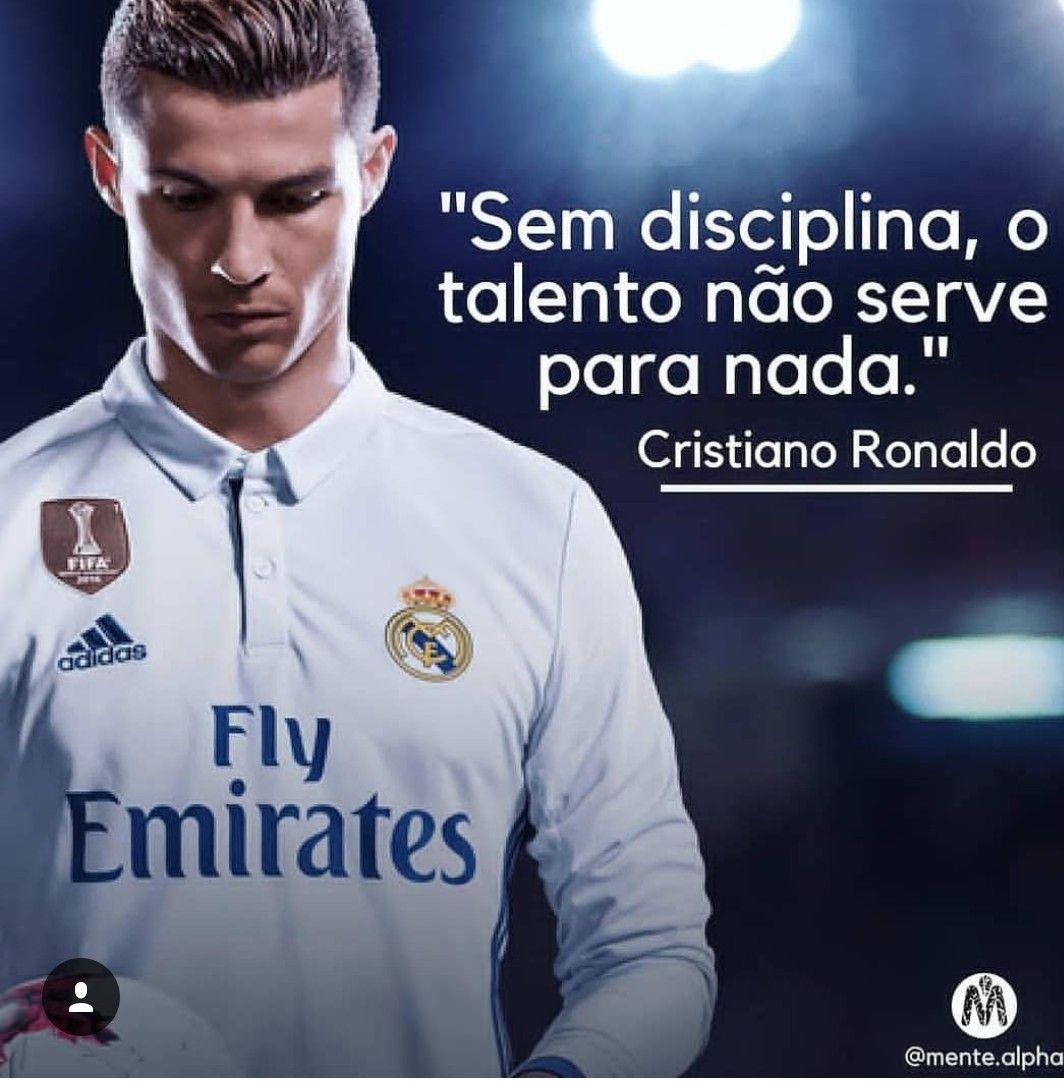 "Sem disciplina, o
talento não serve
para nada."
Cristiano Ronaldo
FIFA
adidas
Fly
Emirates
@mente.alpha